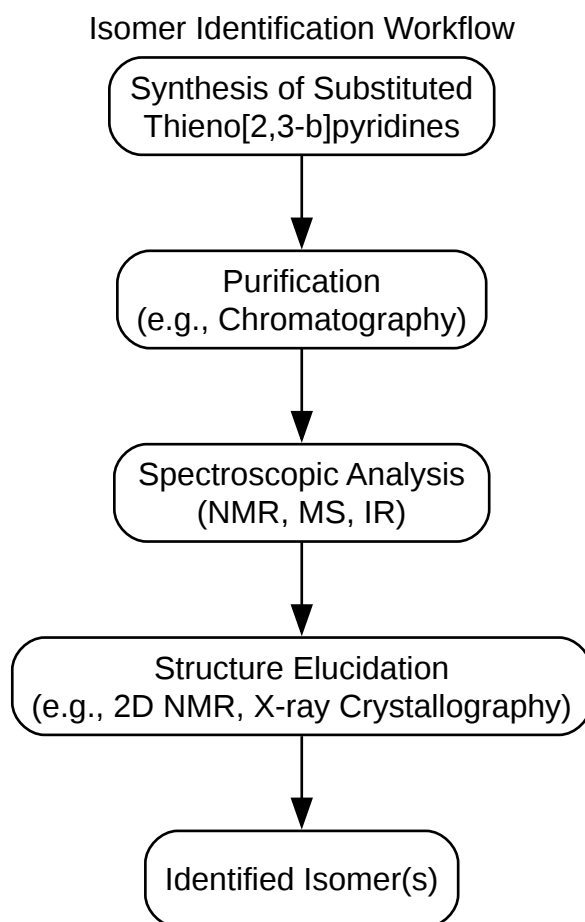 Isomer Identification Workflow
Synthesis of Substituted
Thieno[2,3-b]pyridines
Purification
(e.g., Chromatography)
Spectroscopic Analysis
(NMR, MS, IR)
Structure Elucidation
(e.g., 2D NMR, X-ray Crystallography)
Identified Isomer(s)